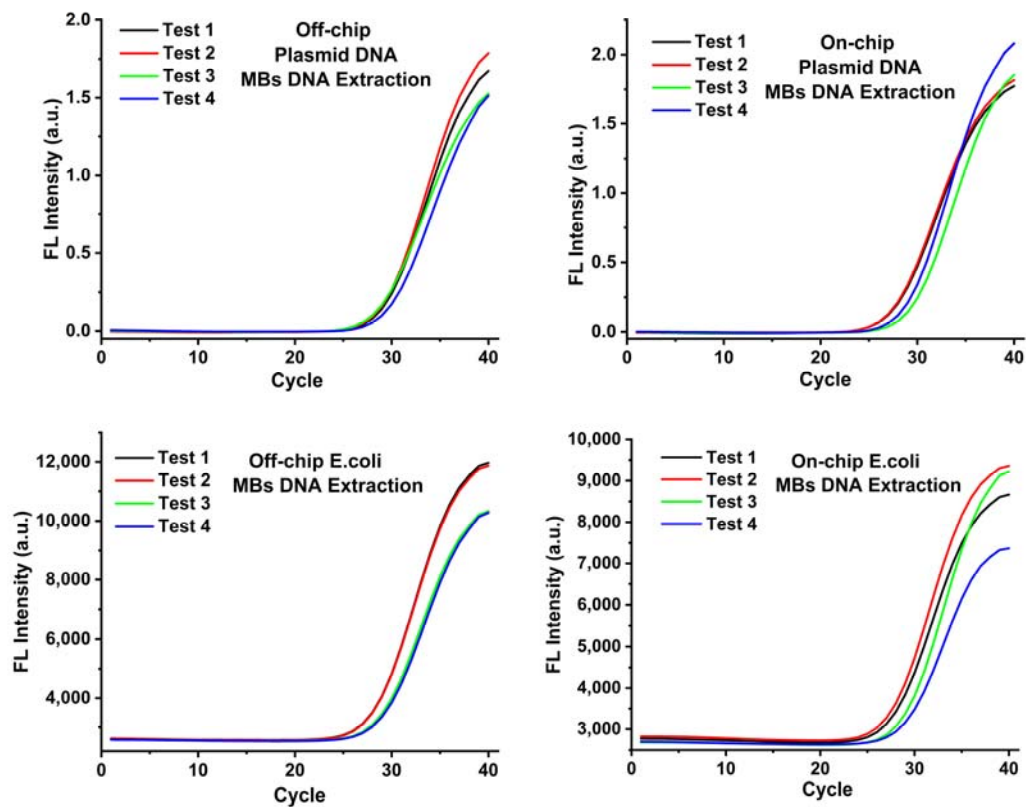 Test 1
Test 2
Test 3
Test 4
Off-chip
Plasmid DNA
MBs DNA Extraction
2.0
1.5
1.0
0.5
0.0
FL Intensity (a.u.)
0
10
20
30
40
Cycle
Test 1
Test 2
Test 3
Test 4
On-chip
Plasmid DNA
MBs DNA Extraction
2.0
1.5
1.0
0.5
0.0
FL Intensity (a.u.)
0
10
20
30
40
Cycle
Test 1
Test 2
Test 3
Test 4
Off-chip E.coli
MBs DNA Extraction
12,000
10,000
8,000
6,000
4,000
FL Intensity (a.u.)
0
10
20
30
40
Cycle
Test 1
Test 2
Test 3
Test 4
On-chip E.coli
MBs DNA Extraction
10,000
9,000
8,000
7,000
6,000
5,000
4,000
3,000
FL Intensity (a.u.)
0
10
20
30
40
Cycle